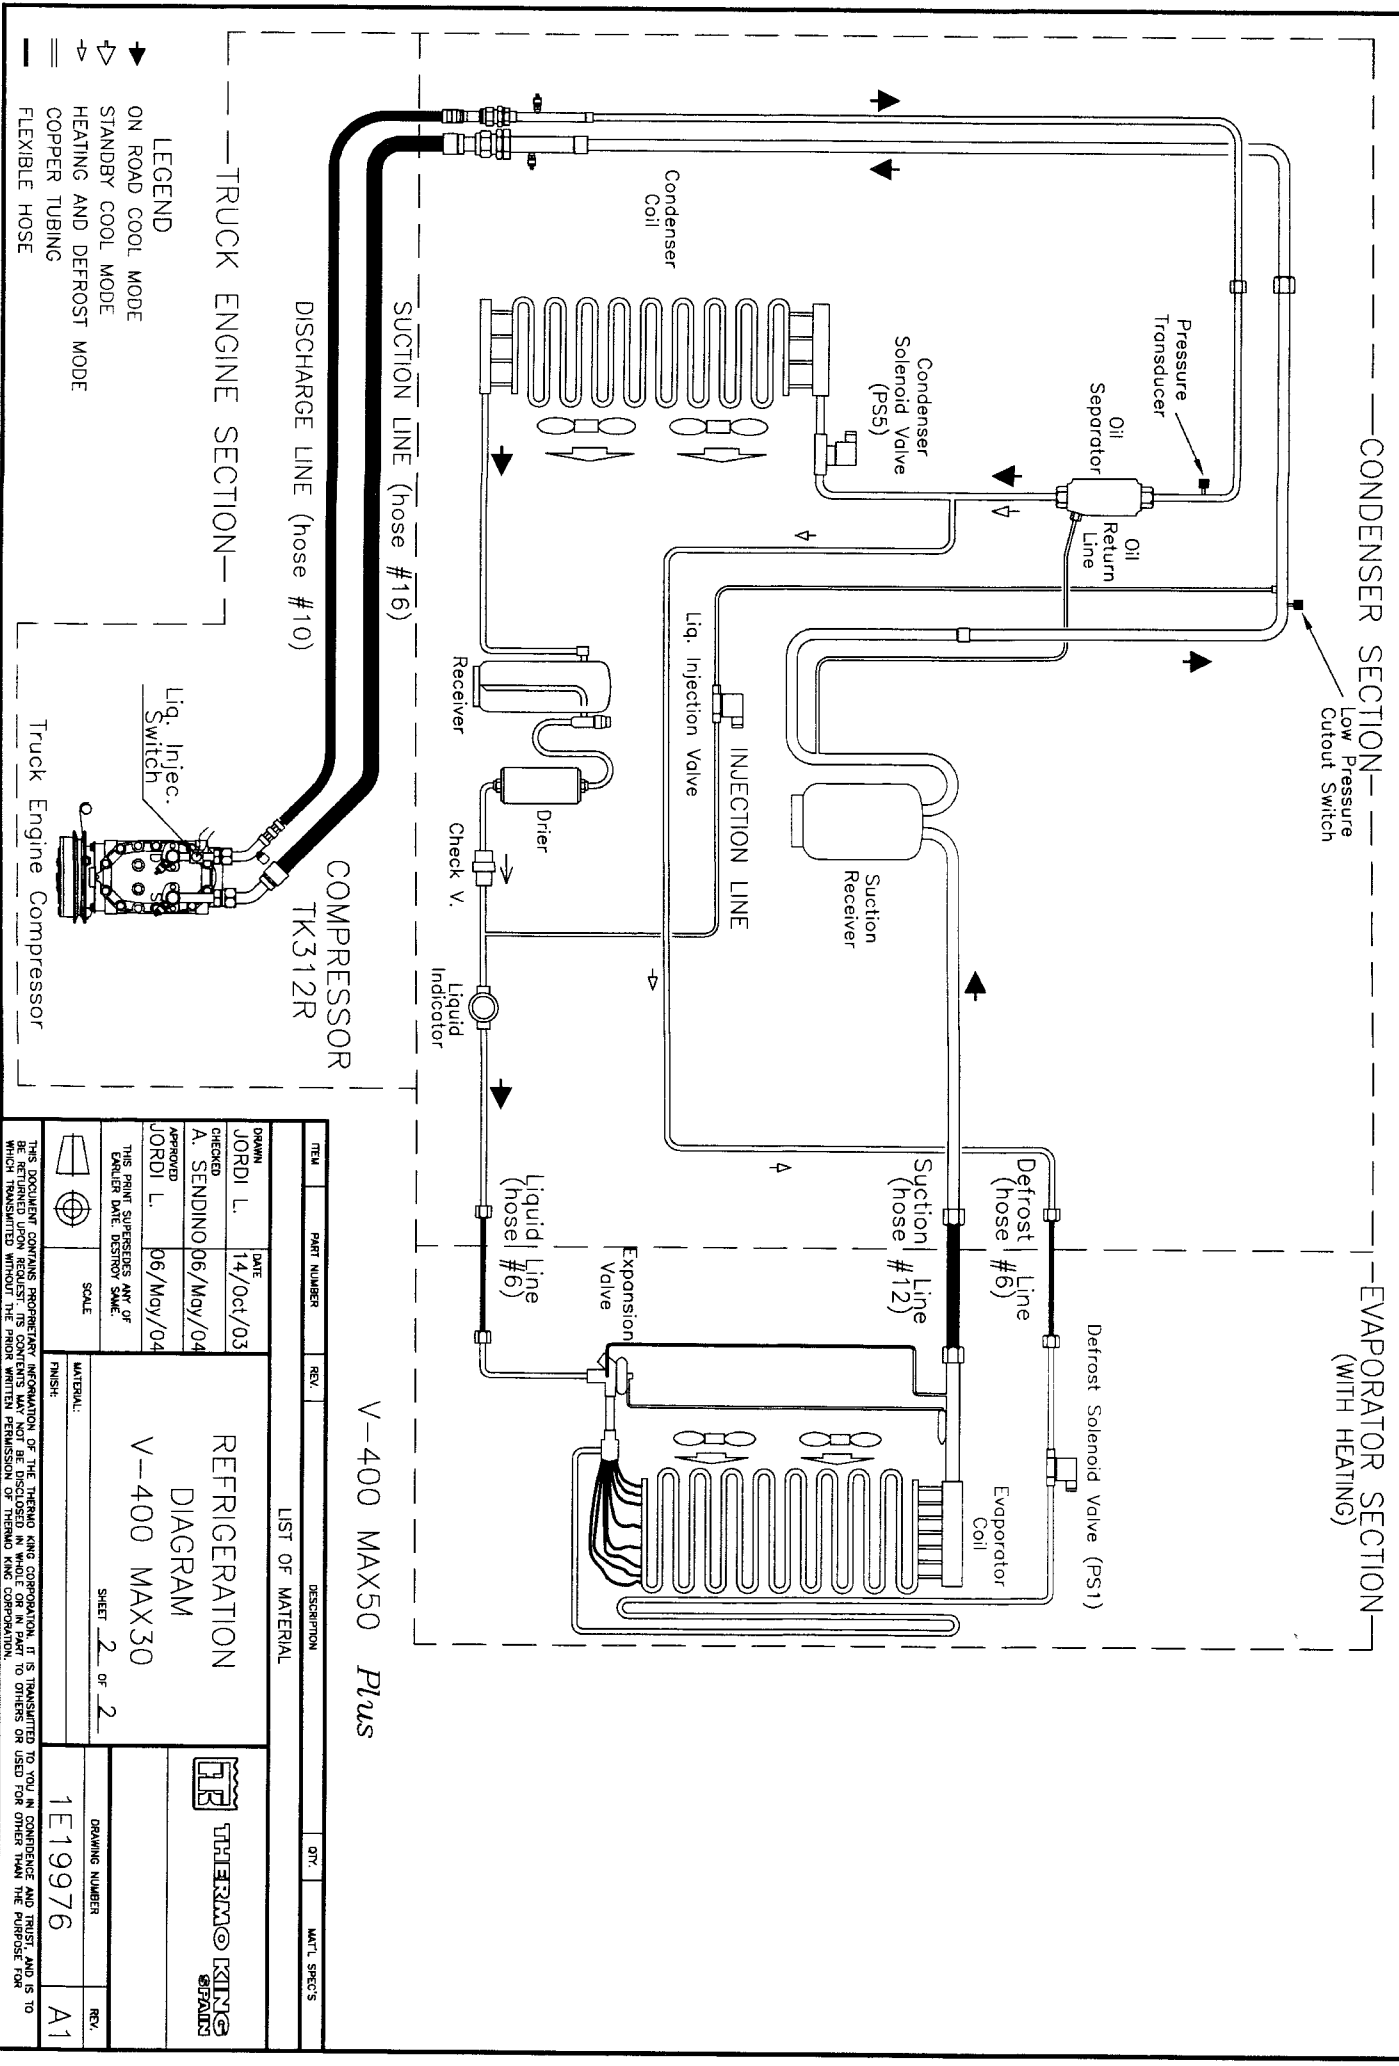 CONDENSER SECTION
EVAPORATOR SECTION
(WITH HEATING)
Low Pressure
Cutout Switch
Pressure
Transducer
Oil
Separator
Oil
Return
Line
Defrost Solenoid Valve (PS1)
Defrost Line
(hose #6)
Evaporator
Coil
Condenser
Solenoid Valve
(PS5)
Suction
Receiver
Suction Line
(hose #12)
INJECTION LINE
Liq. Injection Valve
Condenser
Coil
Expansion
Valve
Drier
Receiver
Check V.
Liquid
Indicator
Liquid Line
(hose #6)
SUCTION LINE (hose #16)
DISCHARGE LINE (hose #10)
COMPRESSOR
TK312R
TRUCK ENGINE SECTION
Liq. Injec.
Switch
Truck Engine Compressor
LEGEND
ON ROAD COOL MODE
STANDBY COOL MODE
HEATING AND DEFROST MODE
COPPER TUBING
FLEXIBLE HOSE
V-400 MAX50 Plus
ITEM PART NUMBER REV. DESCRIPTION QTY. MAT'L SPEC'S
LIST OF MATERIAL
DRAWN DATE
JORDI L. 14/Oct/03
CHECKED
A. SENDINO 06/May/04
APPROVED
JORDI L. 06/May/04
THIS PRINT SUPERSEDES ANY OF
EARLIER DATE. DESTROY SAME.
SCALE
REFRIGERATION
DIAGRAM
V-400 MAX30
SHEET 2 OF 2
MATERIAL:
FINISH:
TK THERMO KING
SPAIN
DRAWING NUMBER REV.
1E19976 A1
THIS DOCUMENT CONTAINS PROPRIETARY INFORMATION OF THE THERMO KING CORPORATION. IT IS TRANSMITTED TO YOU IN CONFIDENCE AND TRUST, AND IS TO
BE RETURNED UPON REQUEST. ITS CONTENTS MAY NOT BE DISCLOSED IN WHOLE OR IN PART TO OTHERS OR USED FOR OTHER THAN THE PURPOSE FOR
WHICH TRANSMITTED WITHOUT THE PRIOR WRITTEN PERMISSION OF THERMO KING CORPORATION.